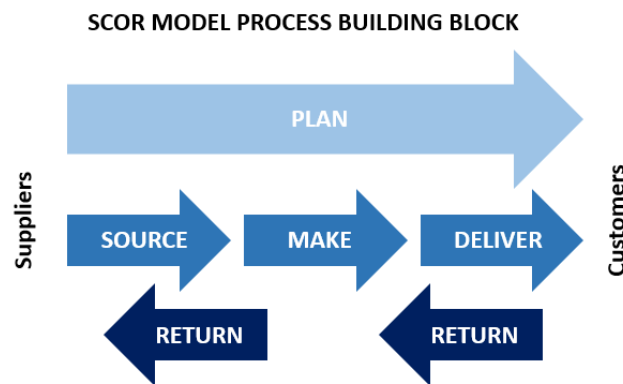 SCOR MODEL PROCESS BUILDING BLOCK
PLAN
Suppliers
SOURCE
MAKE
DELIVER
Customers
RETURN
RETURN